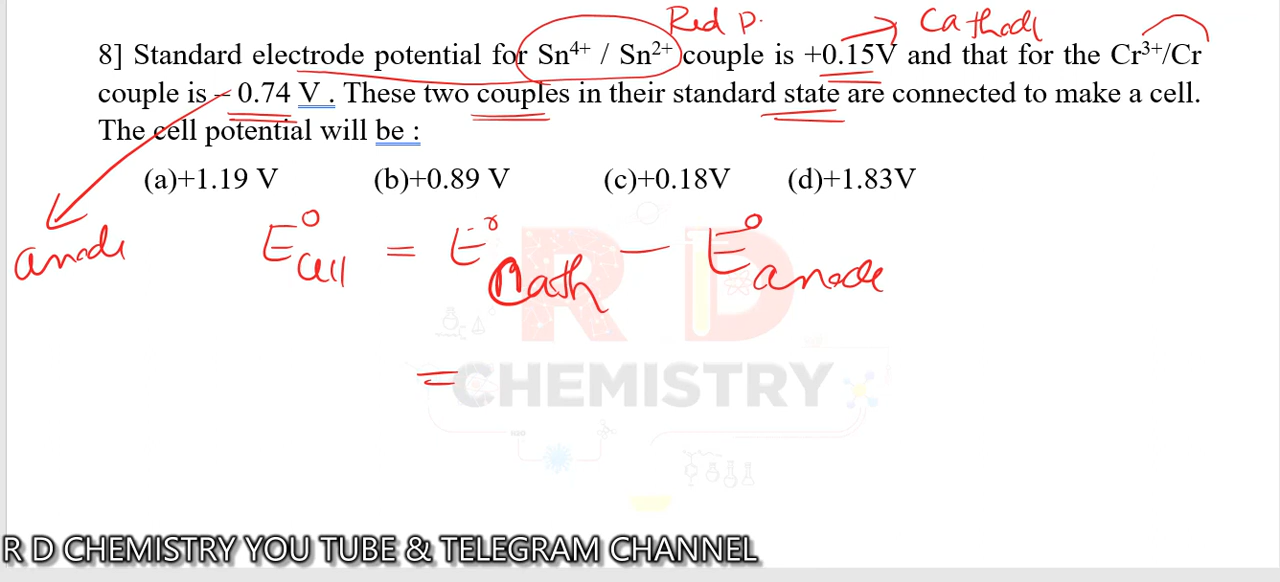 Red P. Cathode
8] Standard electrode potential for Sn⁴⁺ / Sn²⁺ couple is +0.15V and that for the Cr³⁺/Cr
couple is – 0.74 V . These two couples in their standard state are connected to make a cell.
The cell potential will be :
(a)+1.19 V (b)+0.89 V (c)+0.18V (d)+1.83V
anode E⁰cell = E°Cath – E⁰anode
R D
=
CHEMISTRY
R D CHEMISTRY YOU TUBE & TELEGRAM CHANNEL